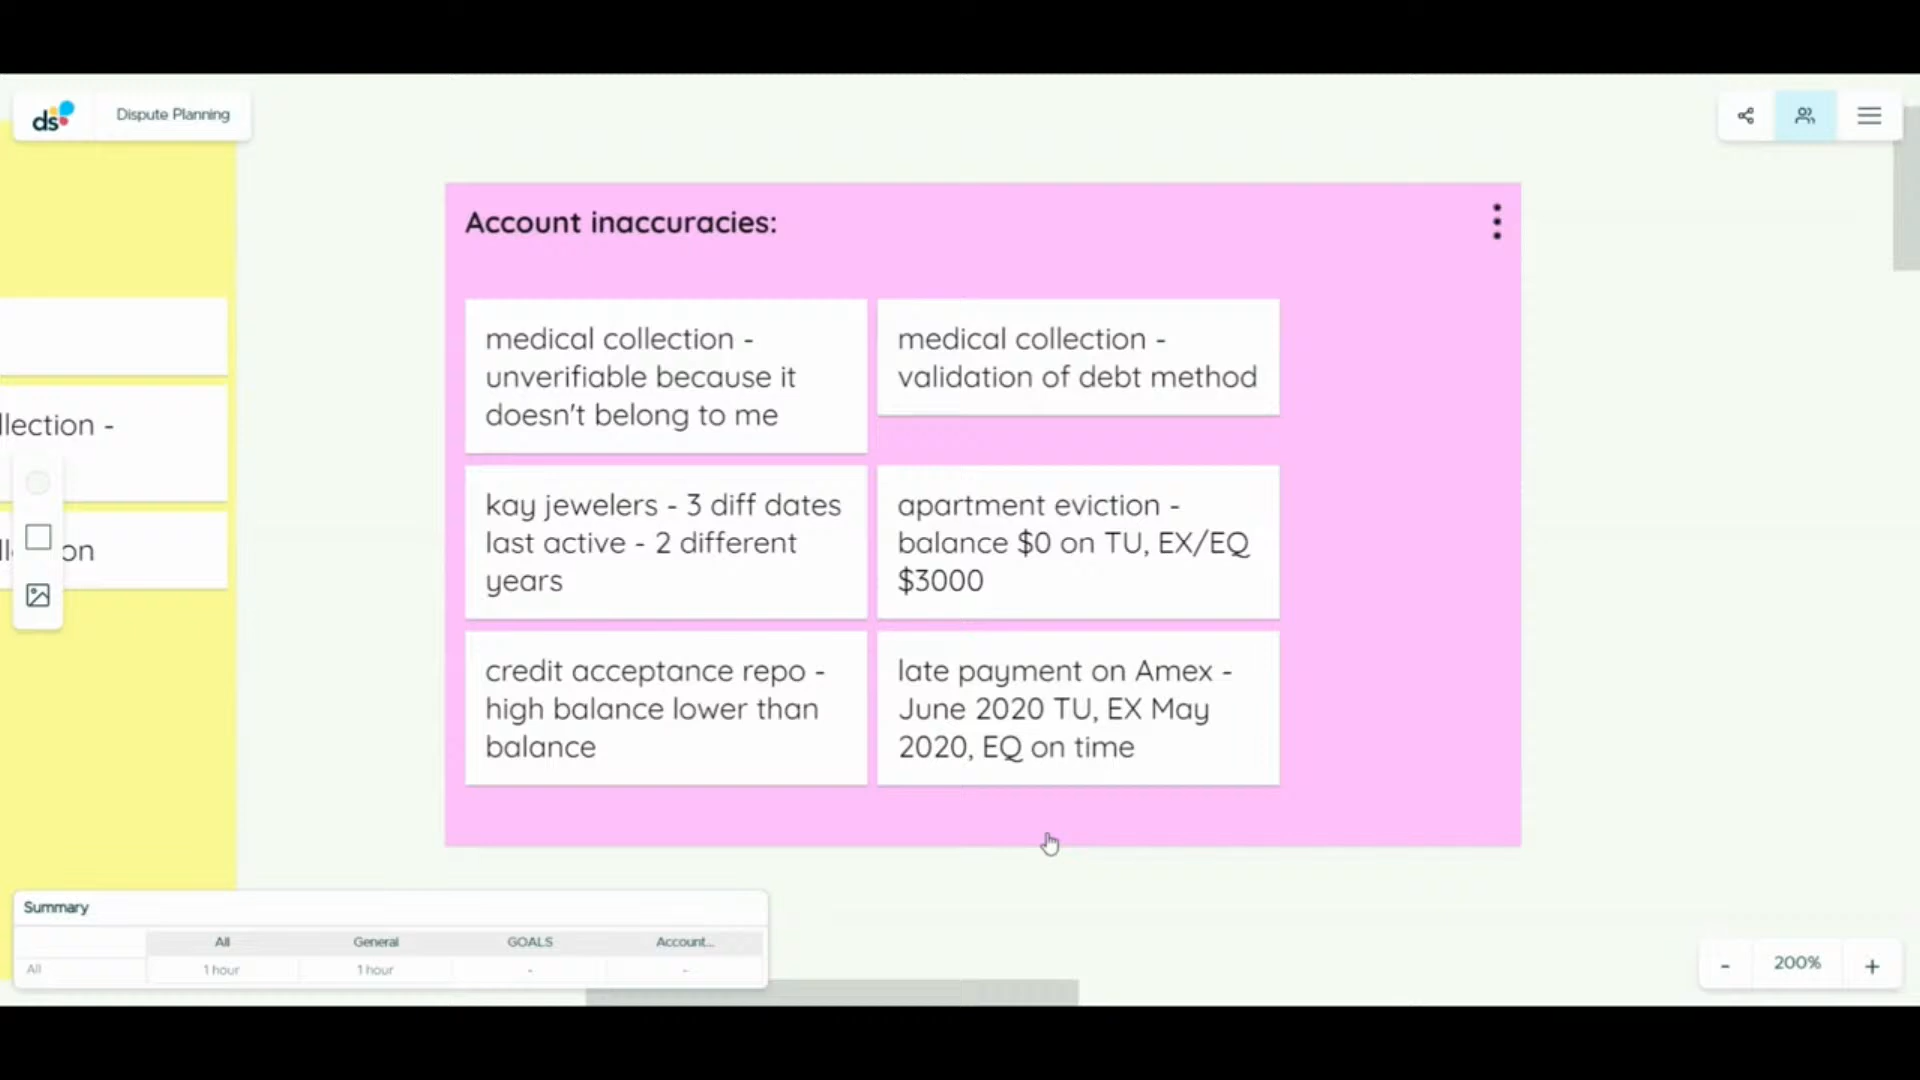 ds
Dispute Planning
Account inaccuracies:
medical collection -
unverifiable because it
doesn't belong to me
medical collection -
validation of debt method
kay jewelers - 3 diff dates
last active - 2 different
years
apartment eviction -
balance $0 on TU, EX/EQ
$3000
credit acceptance repo -
high balance lower than
balance
late payment on Amex -
June 2020 TU, EX May
2020, EQ on time
llection -
on
Summary
All General GOALS Account...
All 1 hour 1 hour - -
- 200% +